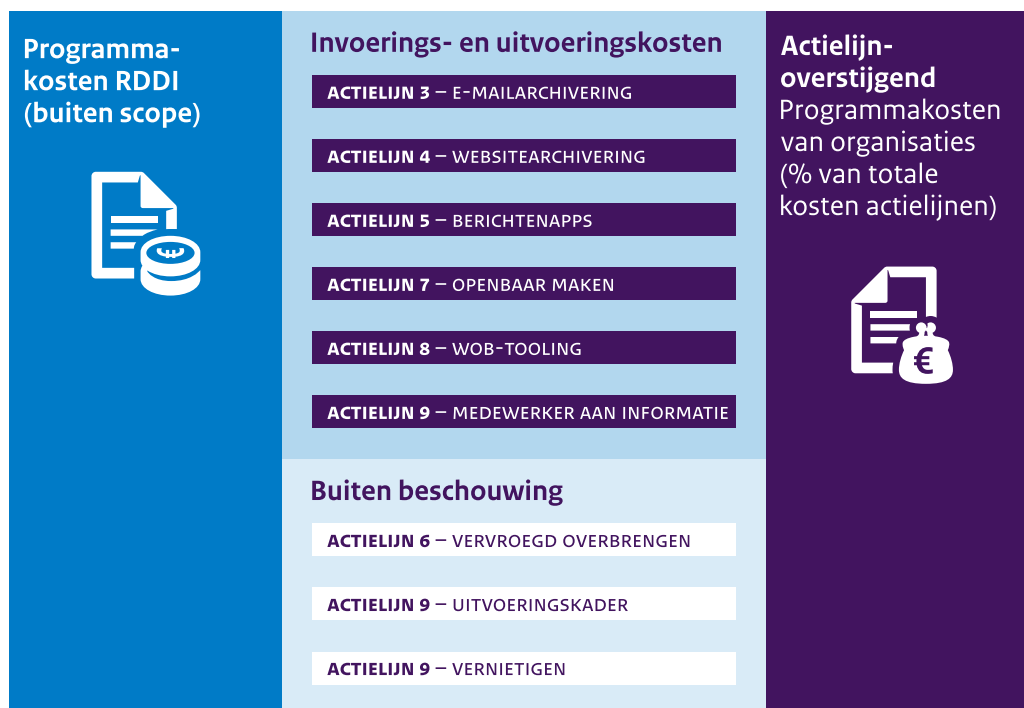 Programma-
kosten RDDI
(buiten scope)
Invoerings- en uitvoeringskosten
ACTIELIJN 3 – E-MAILARCHIVERING
ACTIELIJN 4 – WEBSITEARCHIVERING
ACTIELIJN 5 – BERICHTENAPPS
ACTIELIJN 7 – OPENBAAR MAKEN
ACTIELIJN 8 – WOB-TOOLING
ACTIELIJN 9 – MEDEWERKER AAN INFORMATIE
Buiten beschouwing
ACTIELIJN 6 – VERVROEGD OVERBRENGEN
ACTIELIJN 9 – UITVOERINGSKADER
ACTIELIJN 9 – VERNIETIGEN
Actielijn-
overstijgend
Programmakosten
van organisaties
(% van totale
kosten actielijnen)
€